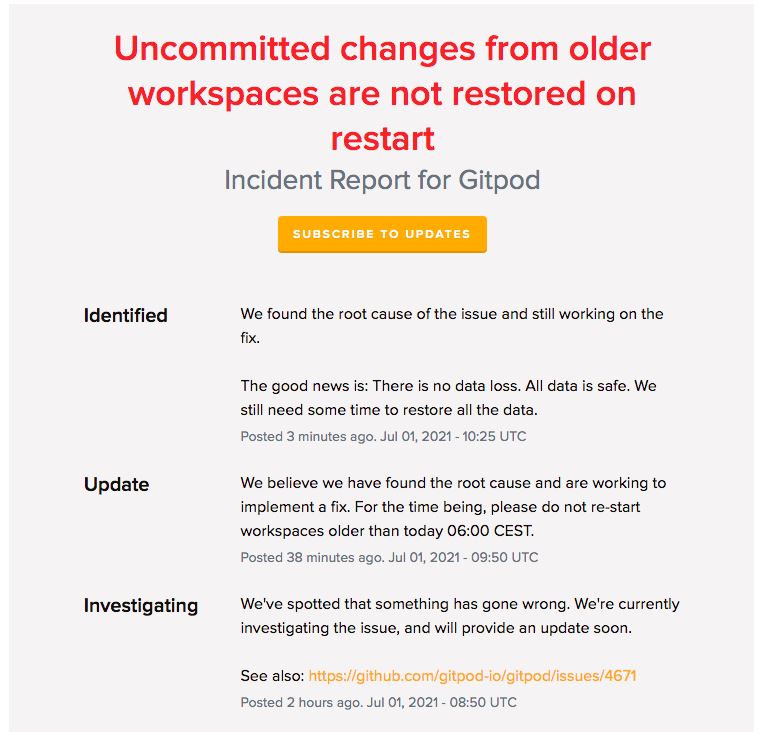 Uncommitted changes from older
workspaces are not restored on
restart
Incident Report for Gitpod
SUBSCRIBE TO UPDATES
Identified
We found the root cause of the issue and still working on the
fix.
The good news is: There is no data loss. All data is safe. We
still need some time to restore all the data.
Posted 3 minutes ago. Jul 01, 2021 - 10:25 UTC
Update
We believe we have found the root cause and are working to
implement a fix. For the time being, please do not re-start
workspaces older than today 06:00 CEST.
Posted 38 minutes ago. Jul 01, 2021 - 09:50 UTC
Investigating
We've spotted that something has gone wrong. We're currently
investigating the issue, and will provide an update soon.
See also: https://github.com/gitpod-io/gitpod/issues/4671
Posted 2 hours ago. Jul 01, 2021 - 08:50 UTC